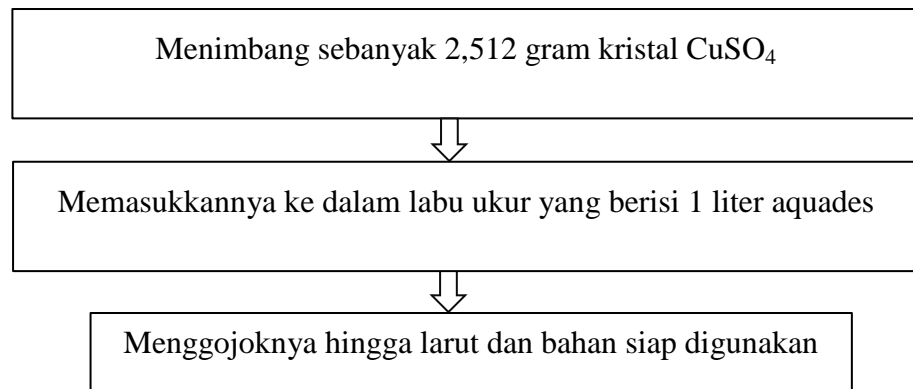 Menimbang sebanyak 2,512 gram kristal CuSO₄
Memasukkannya ke dalam labu ukur yang berisi 1 liter aquades
Menggojoknya hingga larut dan bahan siap digunakan